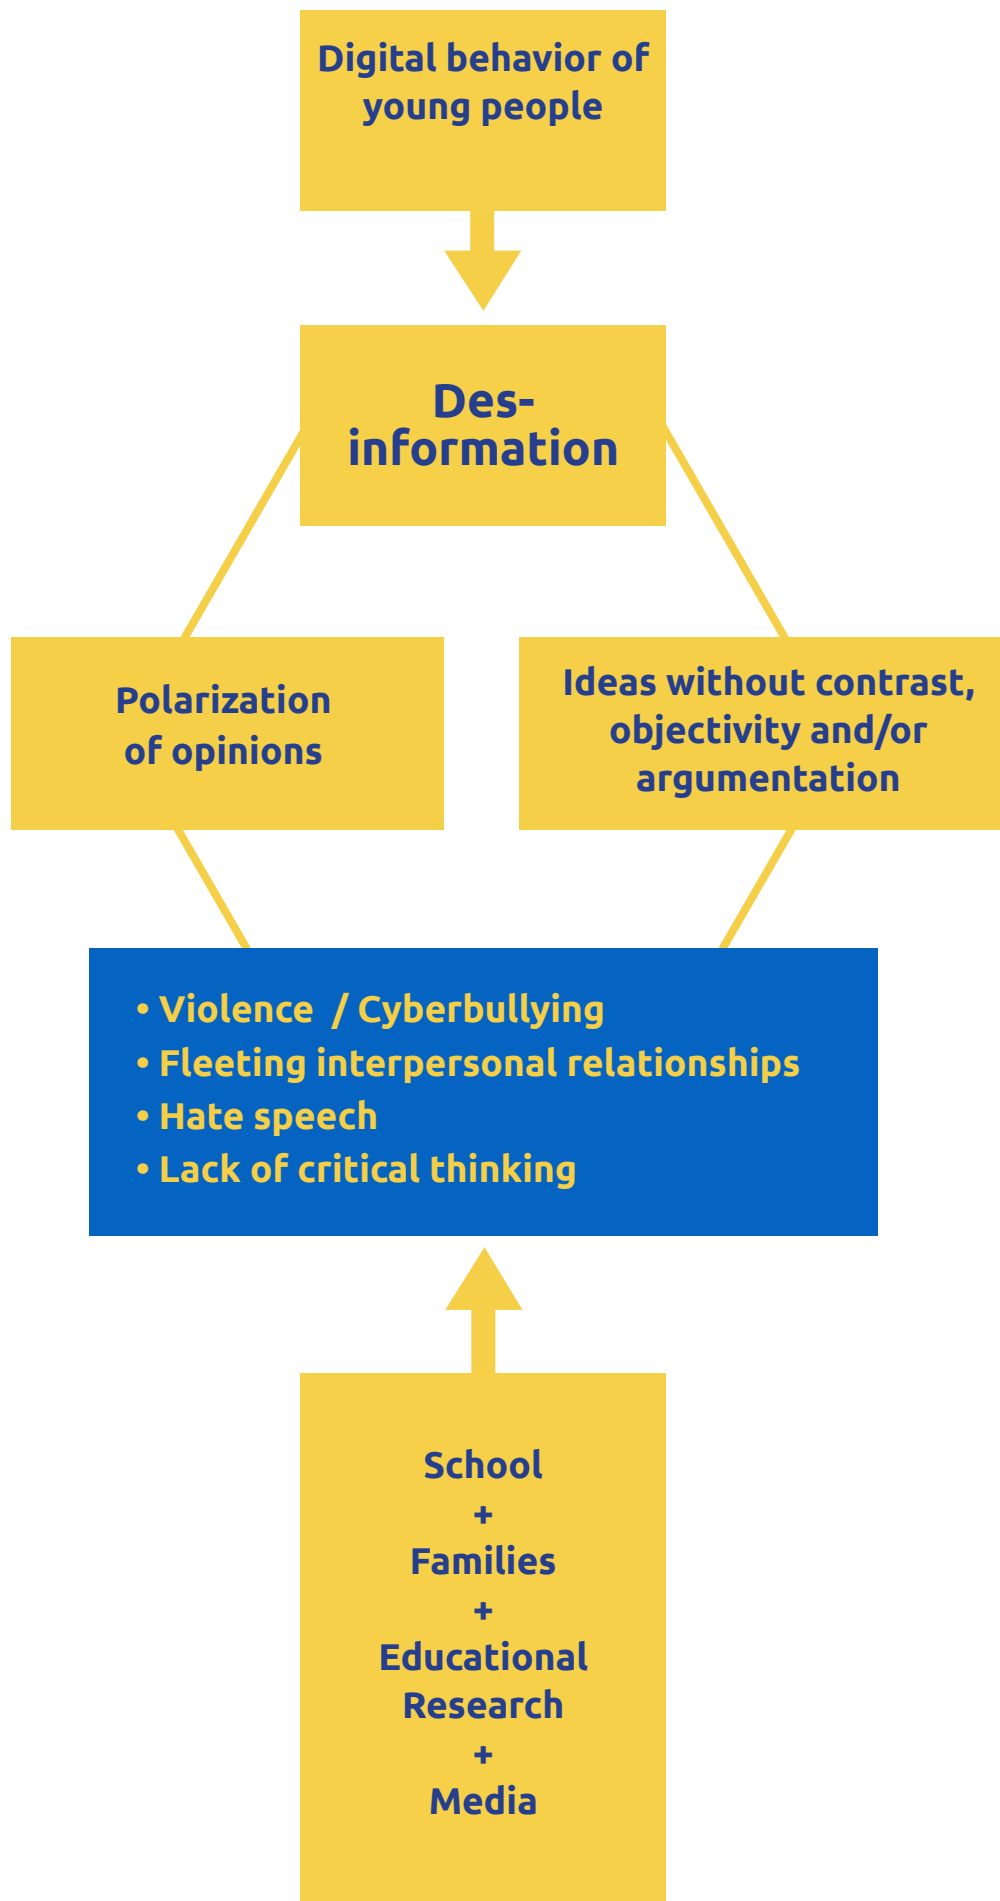 Digital behavior of
young people
Des-
information
Polarization
of opinions
Ideas without contrast,
objectivity and/or
argumentation
• Violence / Cyberbullying
• Fleeting interpersonal relationships
• Hate speech
• Lack of critical thinking
School
+
Families
+
Educational
Research
+
Media